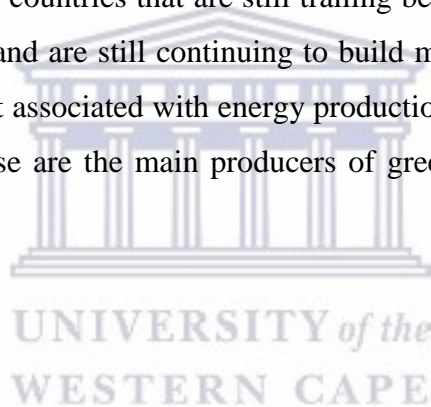 countries that are still trailing be
and are still continuing to build m
t associated with energy productio
se are the main producers of gree
UNIVERSITY of the
WESTERN CAPE